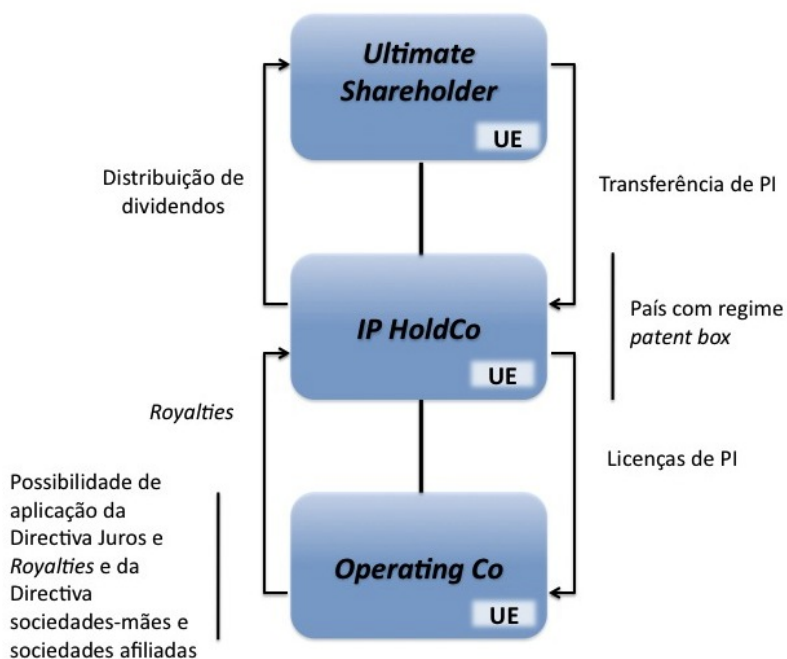 Ultimate
Shareholder
UE
Distribuição de
dividendos
Transferência de PI
IP HoldCo
UE
País com regime
patent box
Royalties
Licenças de PI
Possibilidade de
aplicação da
Directiva Juros e
Royalties e da
Directiva
sociedades-mães e
sociedades afiliadas
Operating Co
UE